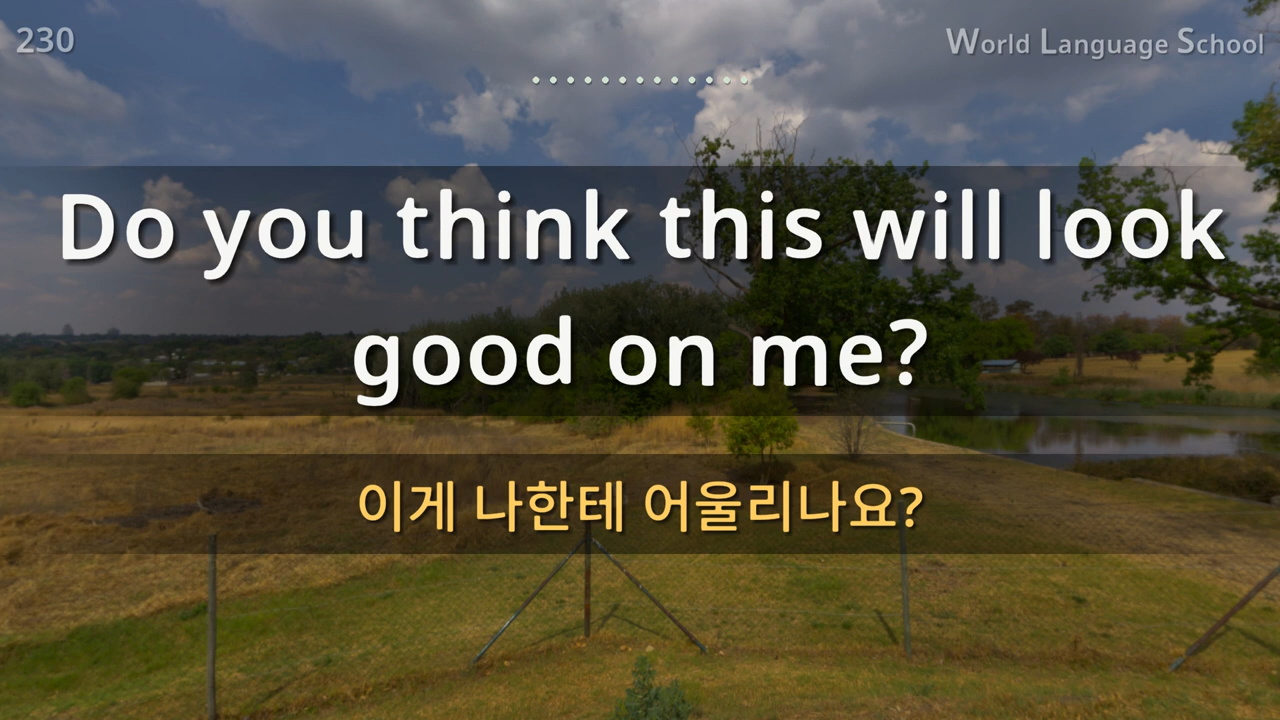 230
World Language School
Do you think this will look
good on me?
이게 나한테 어울리나요?